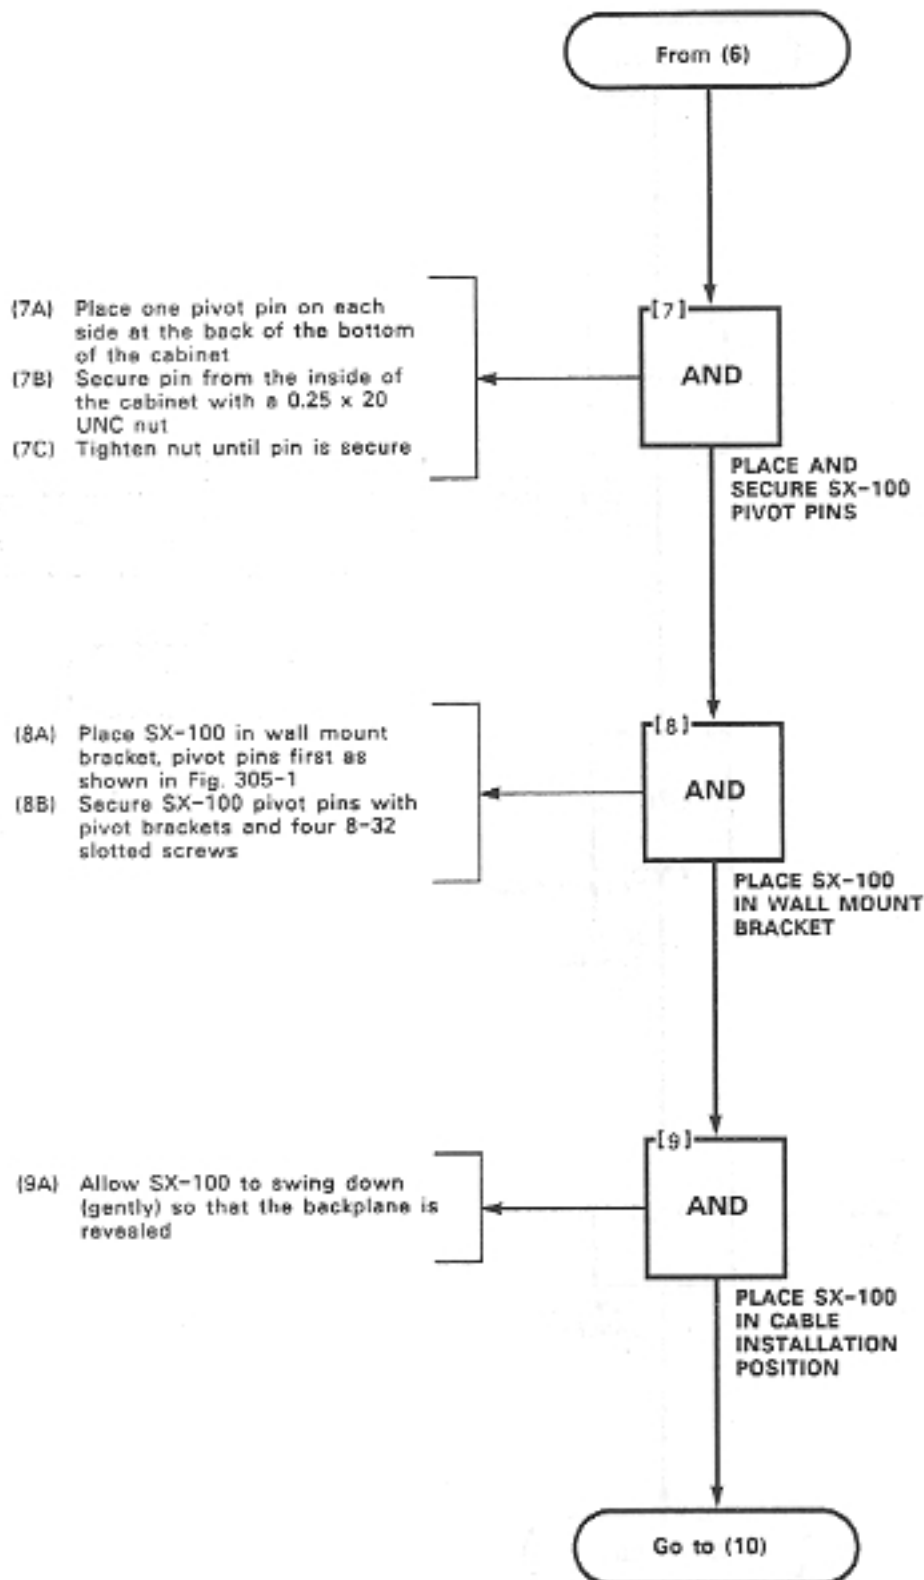 From (6)
(7A) Place one pivot pin on each
side at the back of the bottom
of the cabinet
(7B) Secure pin from the inside of
the cabinet with a 0.25 x 20
UNC nut
(7C) Tighten nut until pin is secure
[7]
AND
PLACE AND
SECURE SX-100
PIVOT PINS
(8A) Place SX-100 in wall mount
bracket, pivot pins first as
shown in Fig. 305-1
(8B) Secure SX-100 pivot pins with
pivot brackets and four 8-32
slotted screws
[8]
AND
PLACE SX-100
IN WALL MOUNT
BRACKET
(9A) Allow SX-100 to swing down
(gently) so that the backplane is
revealed
[9]
AND
PLACE SX-100
IN CABLE
INSTALLATION
POSITION
Go to (10)